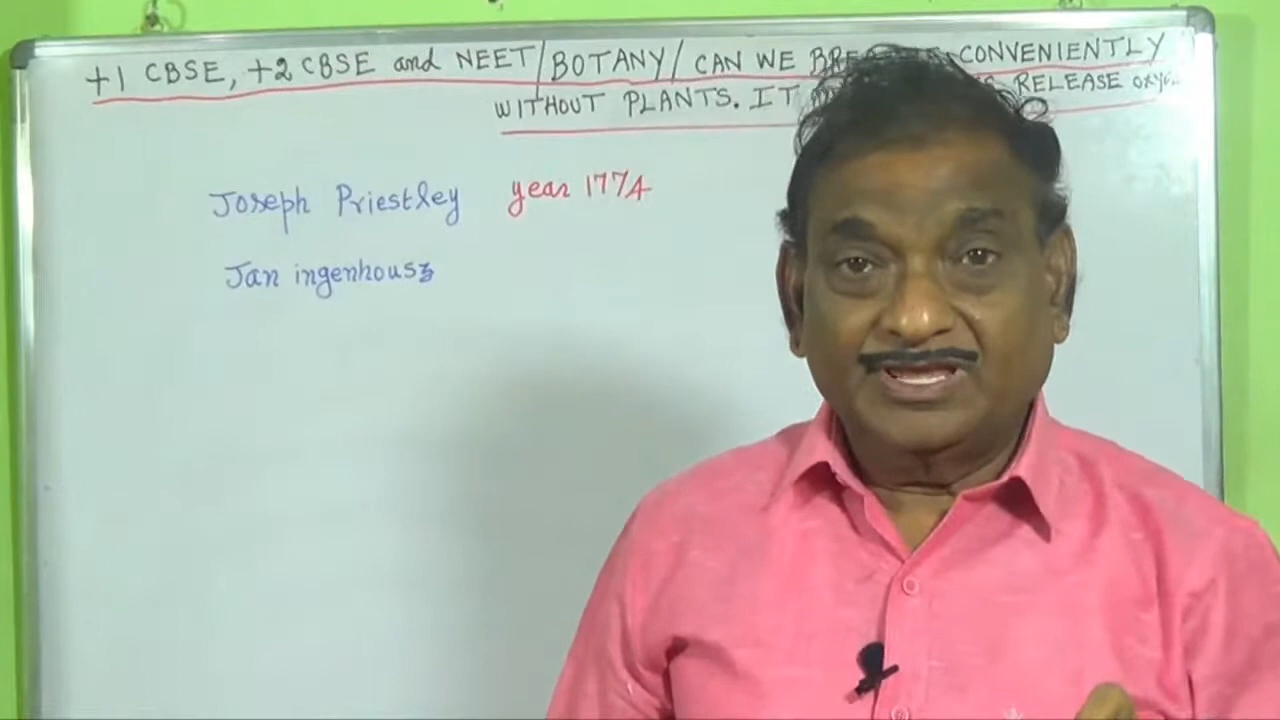 +1 CBSE, +2 CBSE and NEET/BOTANY/ CAN WE CONVENIENTLY
WITHOUT PLANTS. IT RELEASE
Joseph Priestley year 1774
Jan ingenhousz